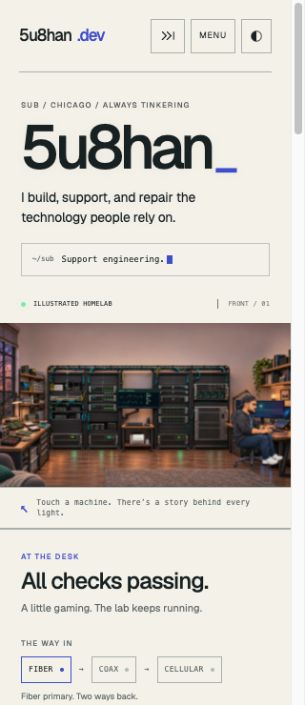 5u8han .dev
MENU
SUB / CHICAGO / ALWAYS TINKERING
5u8han_
I build, support, and repair the
technology people rely on.
~/sub Support engineering.
ILLUSTRATED HOMELAB
FRONT / 01
Touch a machine. There's a story behind every
light.
AT THE DESK
All checks passing.
A little gaming. The lab keeps running.
THE WAY IN
FIBER → COAX → CELLULAR
Fiber primary. Two ways back.